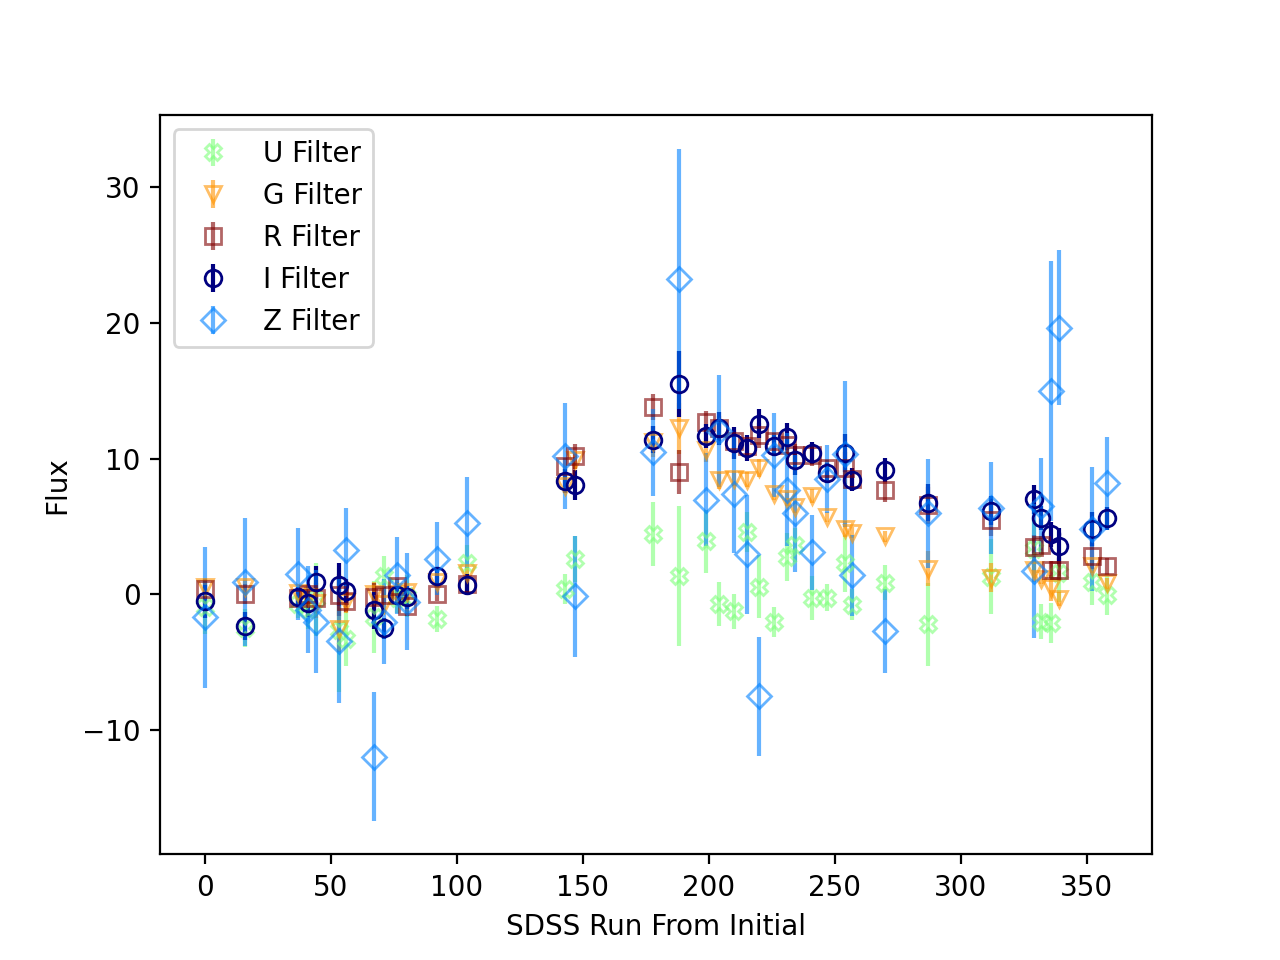 U Filter
G Filter
R Filter
I Filter
Z Filter
30
20
10
0
−10
Flux
0 50 100 150 200 250 300 350
SDSS Run From Initial